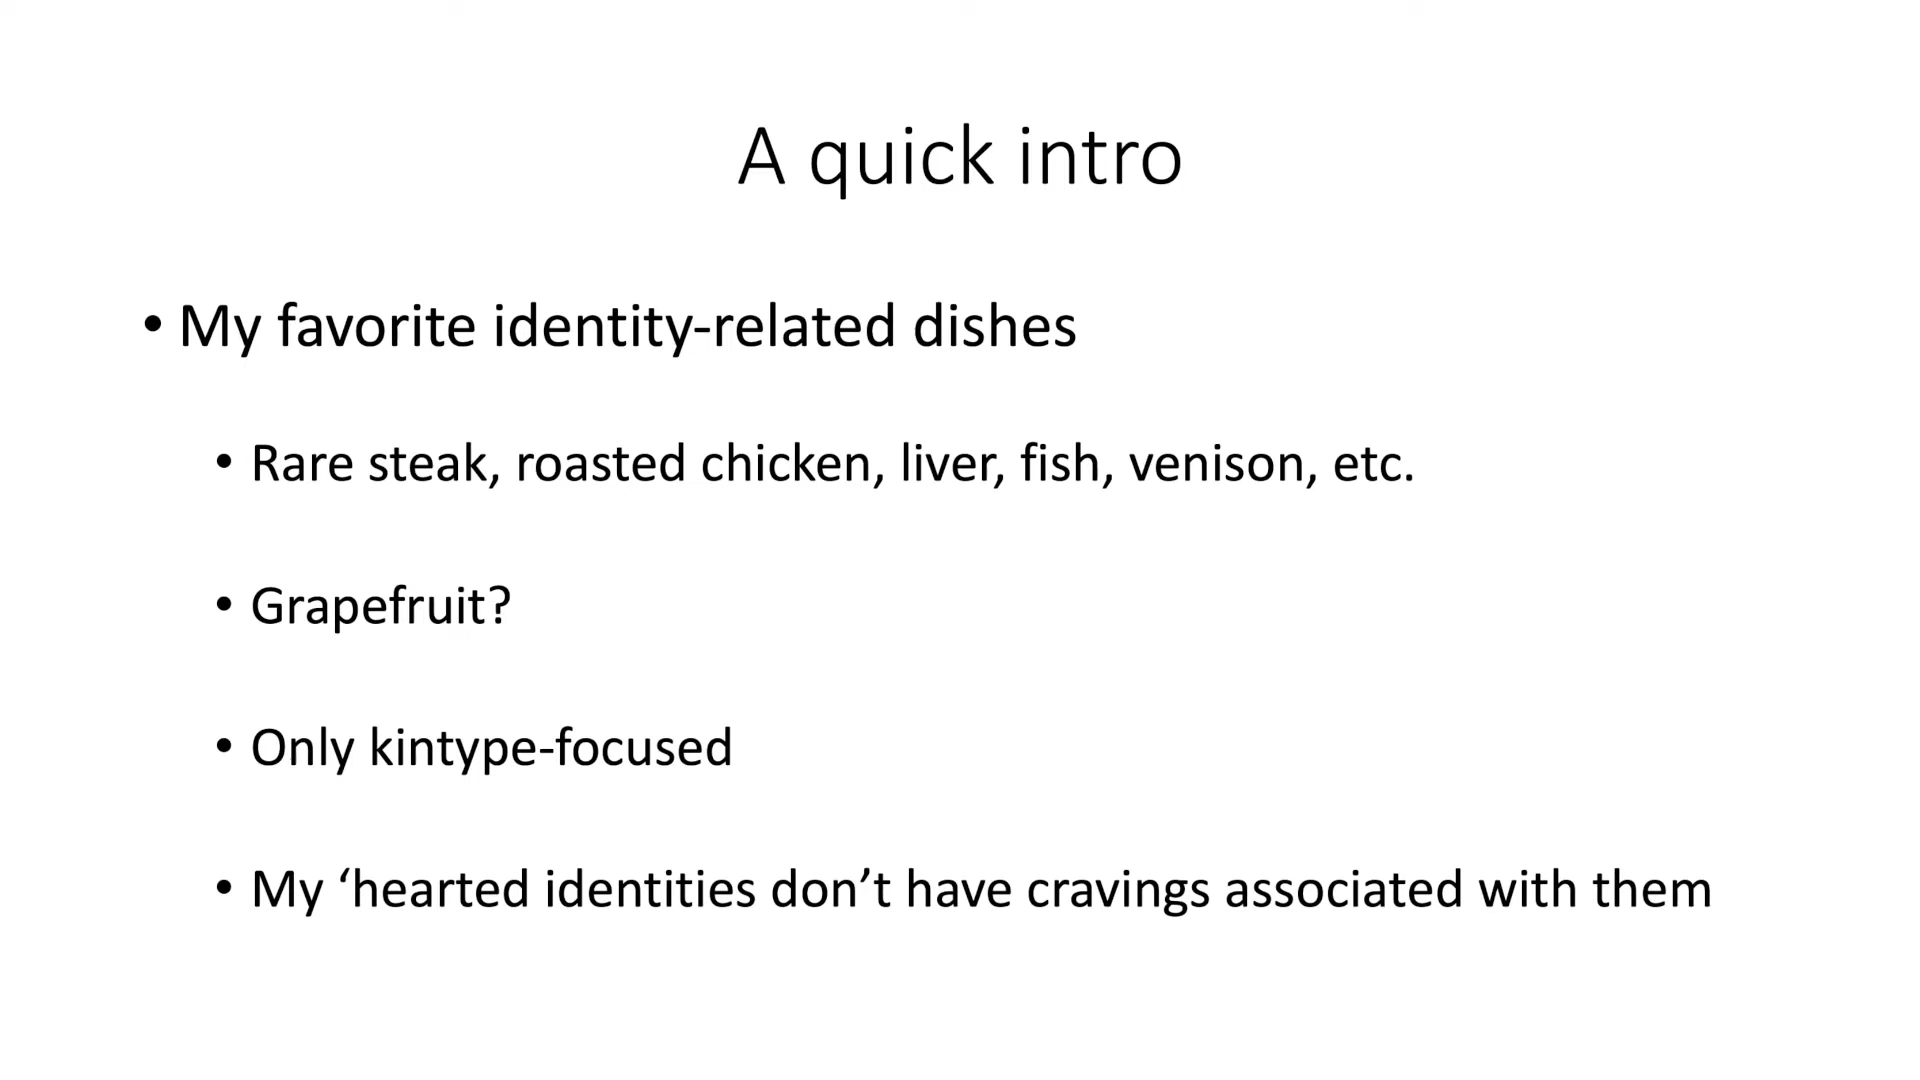 A quick intro
• My favorite identity-related dishes
• Rare steak, roasted chicken, liver, fish, venison, etc.
• Grapefruit?
• Only kintype-focused
• My ‘hearted identities don’t have cravings associated with them